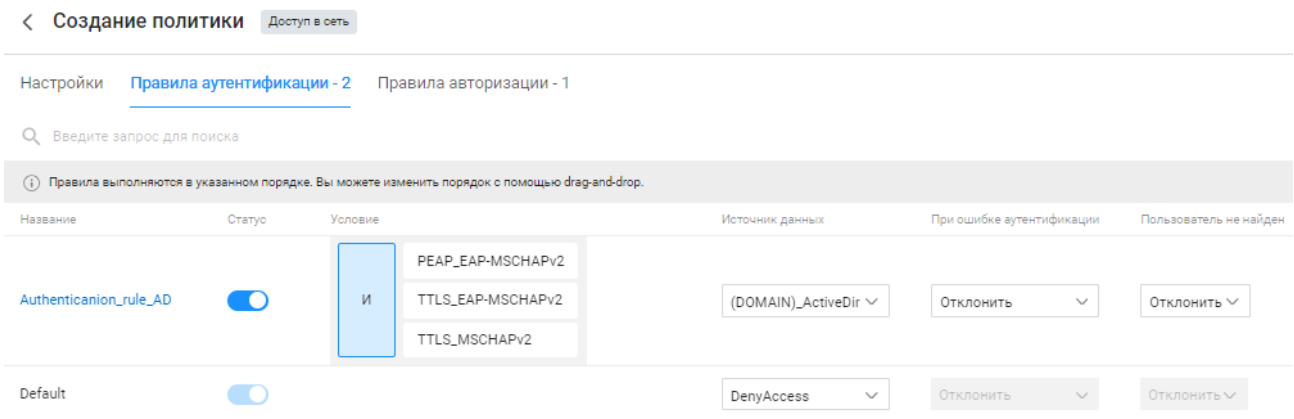 Создание политики Доступ в сеть
Настройки Правила аутентификации - 2 Правила авторизации - 1
Введите запрос для поиска
Правила выполняются в указанном порядке. Вы можете изменить порядок с помощью drag-and-drop.
Название Статус Условие Источник данных При ошибке аутентификации Пользователь не найден
PEAP_EAP-MSCHAPv2
Authenticanion_rule_AD И TTLS_EAP-MSCHAPv2 (DOMAIN)_ActiveDir Отклонить Отклонить
TTLS_MSCHAPv2
Default DenyAccess Отклонить Отклонить